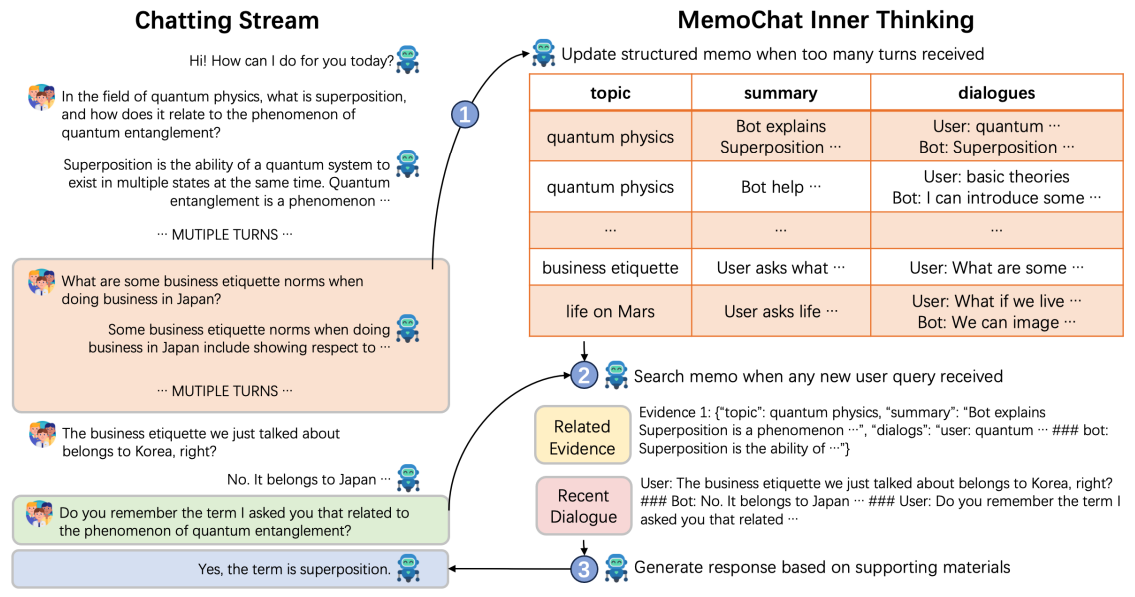 Chatting Stream
Hi! How can I do for you today?
In the field of quantum physics, what is superposition,
and how does it relate to the phenomenon of
quantum entanglement?
Superposition is the ability of a quantum system to
exist in multiple states at the same time. Quantum
entanglement is a phenomenon ···
··· MUTIPLE TURNS ···
What are some business etiquette norms when
doing business in Japan?
Some business etiquette norms when doing
business in Japan include showing respect to ···
··· MUTIPLE TURNS ···
The business etiquette we just talked about
belongs to Korea, right?
No. It belongs to Japan ···
Do you remember the term I asked you that related to
the phenomenon of quantum entanglement?
Yes, the term is superposition.
MemoChat Inner Thinking
1
Update structured memo when too many turns received
topic summary dialogues
quantum physics
Bot explains
Superposition ···
User: quantum ···
Bot: Superposition ···
quantum physics
Bot help ···
User: basic theories
Bot: I can introduce some ···
··· ··· ···
business etiquette User asks what ··· User: What are some ···
life on Mars
User asks life ···
User: What if we live ···
Bot: We can image ···
2
Search memo when any new user query received
Related
Evidence
Evidence 1: {“topic”: quantum physics, “summary”: “Bot explains
Superposition is a phenomenon ···”, “dialogs”: “user: quantum ··· ### bot:
Superposition is the ability of ···”}
Recent
Dialogue
User: The business etiquette we just talked about belongs to Korea, right?
### Bot: No. It belongs to Japan ··· ### User: Do you remember the term I
asked you that related ···
3
Generate response based on supporting materials